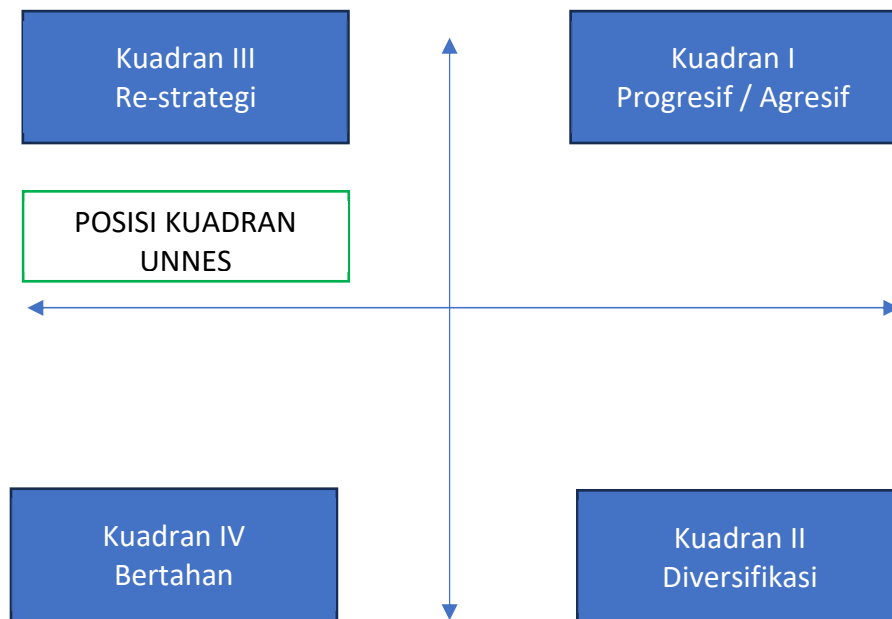 Kuadran III
Re-strategi
Kuadran I
Progresif / Agresif
POSISI KUADRAN
UNNES
Kuadran IV
Bertahan
Kuadran II
Diversifikasi